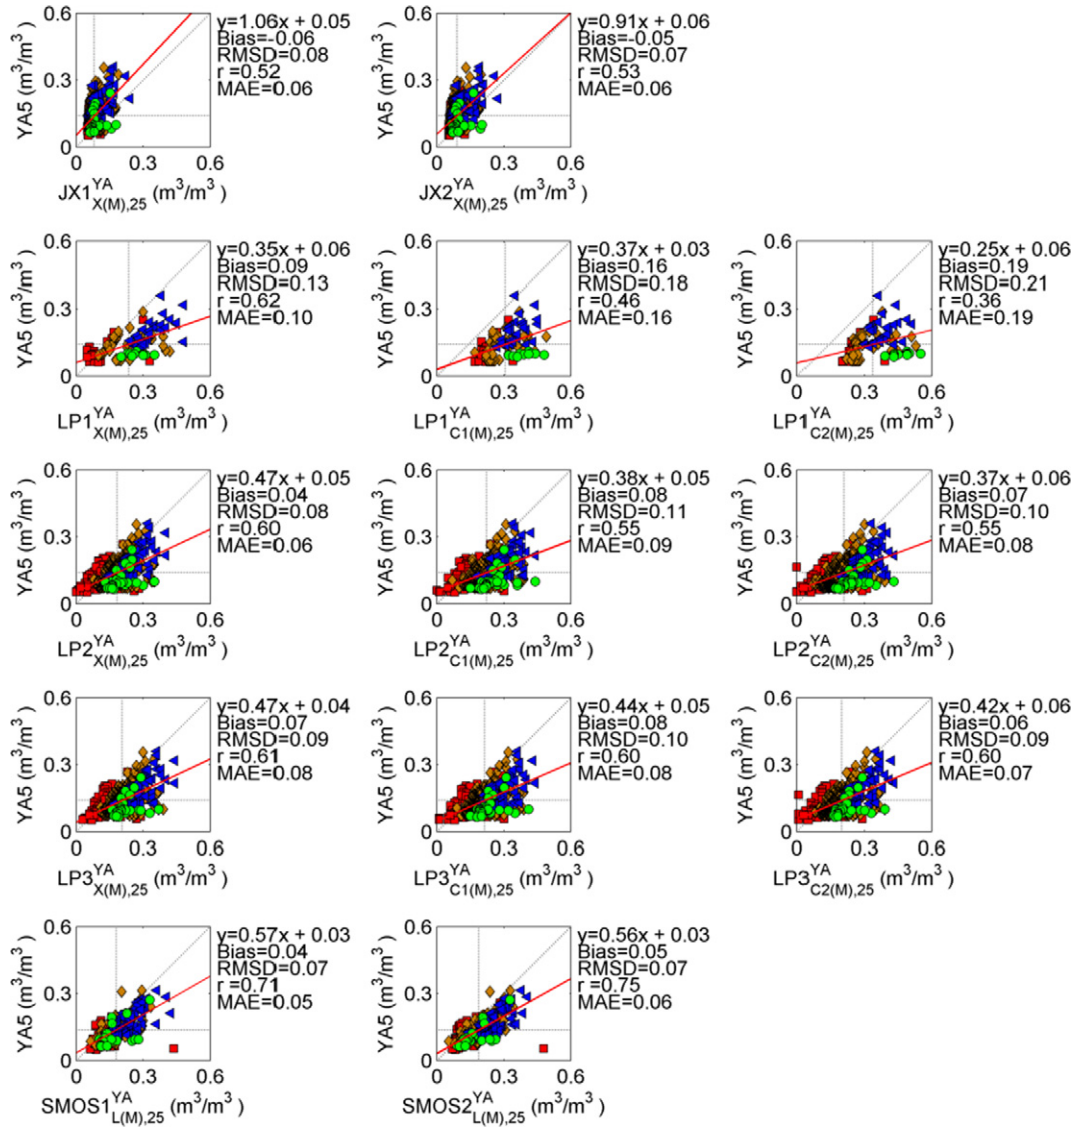 0.6
0.3
0
YA5 (m³/m³ )
0 0.3 0.6
JX1^YA_X(M),25 (m³/m³ )
y=1.06x + 0.05
Bias=-0.06
RMSD=0.08
r =0.52
MAE=0.06
0.6
0.3
0
YA5 (m³/m³ )
0 0.3 0.6
JX2^YA_X(M),25 (m³/m³ )
y=0.91x + 0.06
Bias=-0.05
RMSD=0.07
r =0.53
MAE=0.06
0.6
0.3
0
YA5 (m³/m³ )
0 0.3 0.6
LP1^YA_X(M),25 (m³/m³ )
y=0.35x + 0.06
Bias=0.09
RMSD=0.13
r =0.62
MAE=0.10
0.6
0.3
0
YA5 (m³/m³ )
0 0.3 0.6
LP1^YA_C1(M),25 (m³/m³ )
y=0.37x + 0.03
Bias=0.16
RMSD=0.18
r =0.46
MAE=0.16
0.6
0.3
0
YA5 (m³/m³ )
0 0.3 0.6
LP1^YA_C2(M),25 (m³/m³ )
y=0.25x + 0.06
Bias=0.19
RMSD=0.21
r =0.36
MAE=0.19
0.6
0.3
0
YA5 (m³/m³ )
0 0.3 0.6
LP2^YA_X(M),25 (m³/m³ )
y=0.47x + 0.05
Bias=0.04
RMSD=0.08
r =0.60
MAE=0.06
0.6
0.3
0
YA5 (m³/m³ )
0 0.3 0.6
LP2^YA_C1(M),25 (m³/m³ )
y=0.38x + 0.05
Bias=0.08
RMSD=0.11
r =0.55
MAE=0.09
0.6
0.3
0
YA5 (m³/m³ )
0 0.3 0.6
LP2^YA_C2(M),25 (m³/m³ )
y=0.37x + 0.06
Bias=0.07
RMSD=0.10
r =0.55
MAE=0.08
0.6
0.3
0
YA5 (m³/m³ )
0 0.3 0.6
LP3^YA_X(M),25 (m³/m³ )
y=0.47x + 0.04
Bias=0.07
RMSD=0.09
r =0.61
MAE=0.08
0.6
0.3
0
YA5 (m³/m³ )
0 0.3 0.6
LP3^YA_C1(M),25 (m³/m³ )
y=0.44x + 0.05
Bias=0.08
RMSD=0.10
r =0.60
MAE=0.08
0.6
0.3
0
YA5 (m³/m³ )
0 0.3 0.6
LP3^YA_C2(M),25 (m³/m³ )
y=0.42x + 0.06
Bias=0.06
RMSD=0.09
r =0.60
MAE=0.07
0.6
0.3
0
YA5 (m³/m³ )
0 0.3 0.6
SMOS1^YA_L(M),25 (m³/m³ )
y=0.57x + 0.03
Bias=0.04
RMSD=0.07
r =0.71
MAE=0.05
0.6
0.3
0
YA5 (m³/m³ )
0 0.3 0.6
SMOS2^YA_L(M),25 (m³/m³ )
y=0.56x + 0.03
Bias=0.05
RMSD=0.07
r =0.75
MAE=0.06